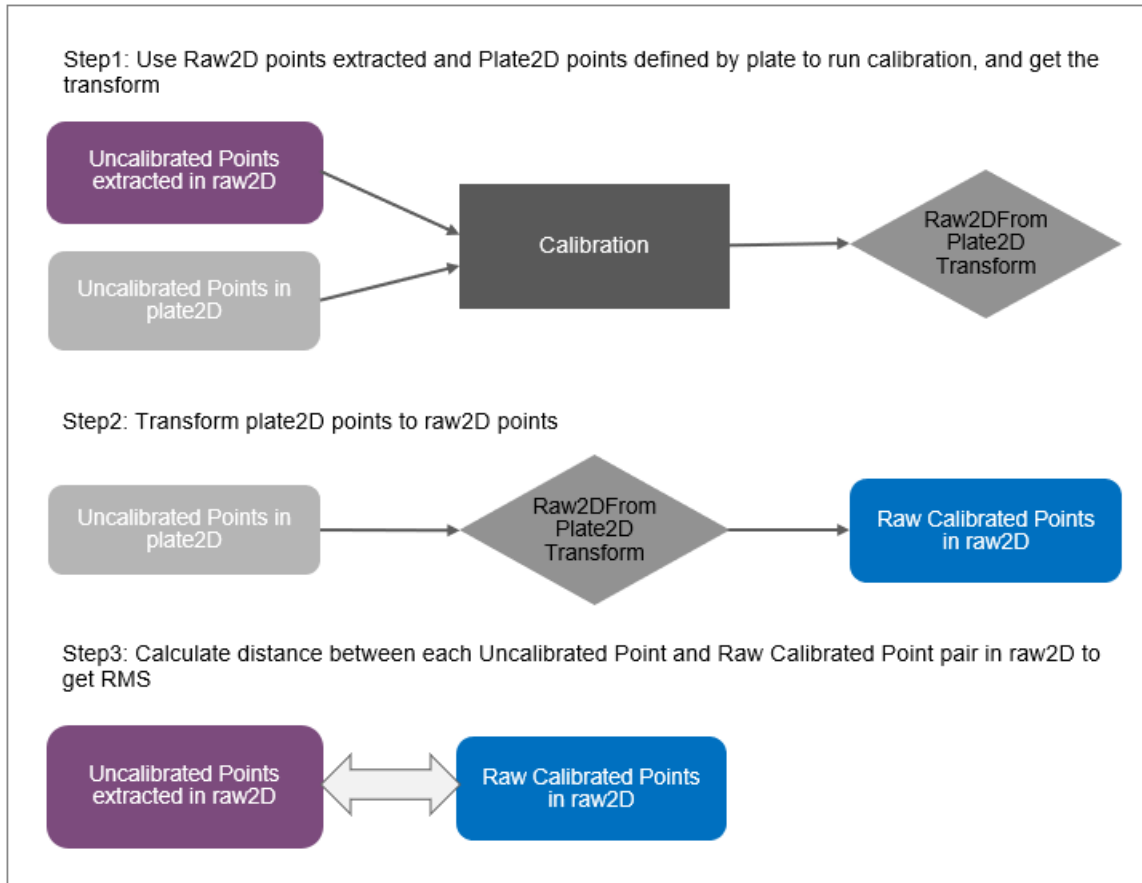 Step1: Use Raw2D points extracted and Plate2D points defined by plate to run calibration, and get the
transform
Uncalibrated Points
extracted in raw2D
Uncalibrated Points in
plate2D
Calibration
Raw2DFrom
Plate2D
Transform
Step2: Transform plate2D points to raw2D points
Uncalibrated Points in
plate2D
Raw2DFrom
Plate2D
Transform
Raw Calibrated Points
in raw2D
Step3: Calculate distance between each Uncalibrated Point and Raw Calibrated Point pair in raw2D to
get RMS
Uncalibrated Points
extracted in raw2D
Raw Calibrated Points
in raw2D